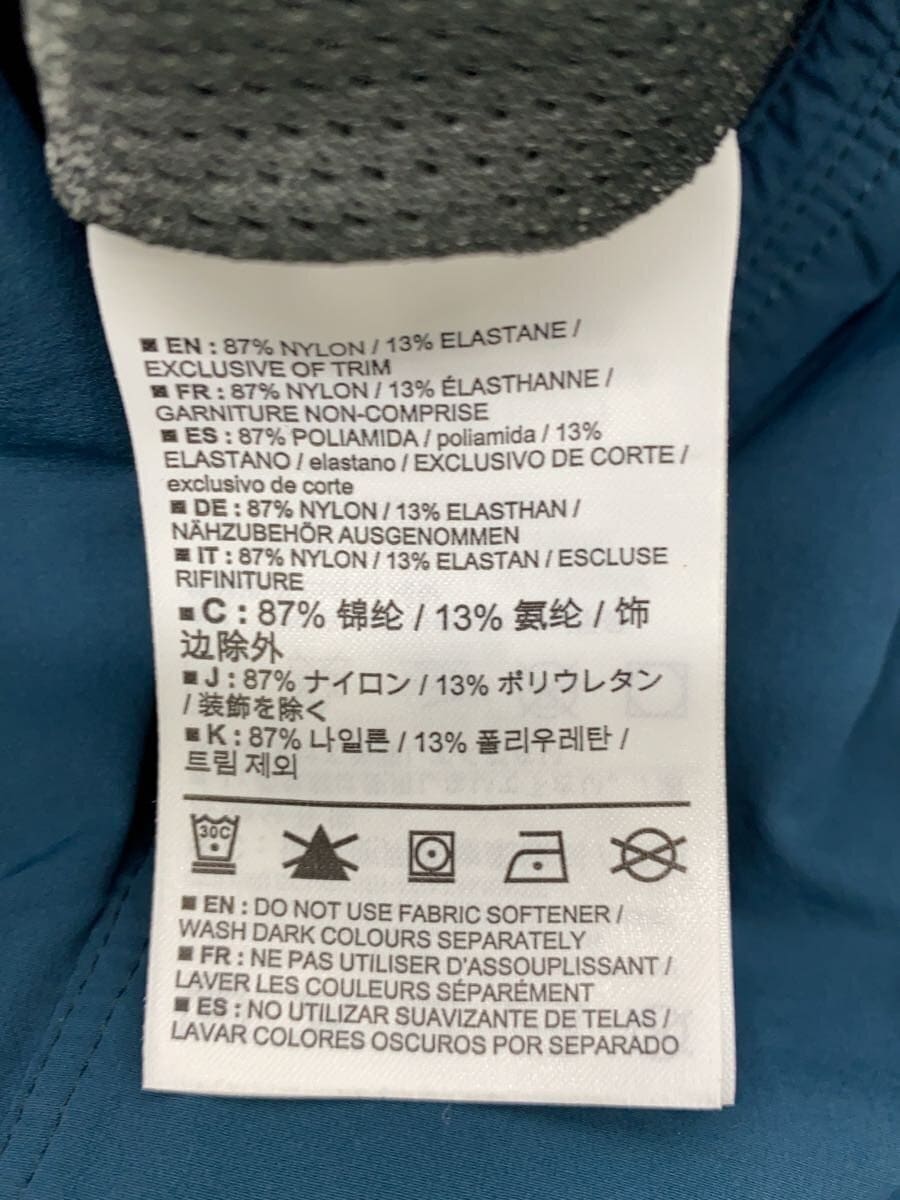 ■ EN : 87% NYLON / 13% ELASTANE /
EXCLUSIVE OF TRIM
■ FR : 87% NYLON / 13% ÉLASTHANNE /
GARNITURE NON-COMPRISE
■ ES : 87% POLIAMIDA / poliamida / 13%
ELASTANO / elastano / EXCLUSIVO DE CORTE /
exclusivo de corte
■ DE : 87% NYLON / 13% ELASTHAN /
NÄHZUBEHÖR AUSGENOMMEN
■ IT : 87% NYLON / 13% ELASTAN / ESCLUSE
RIFINITURE
■ C : 87% 锦纶 / 13% 氨纶 / 饰
边除外
■ J : 87% ナイロン / 13% ポリウレタン
/ 装飾を除く
■ K : 87% 나일론 / 13% 폴리우레탄 /
트림 제외
30C
■ EN : DO NOT USE FABRIC SOFTENER /
WASH DARK COLOURS SEPARATELY
■ FR : NE PAS UTILISER D'ASSOUPLISSANT /
LAVER LES COULEURS SÉPARÉMENT
■ ES : NO UTILIZAR SUAVIZANTE DE TELAS /
LAVAR COLORES OSCUROS POR SEPARADO